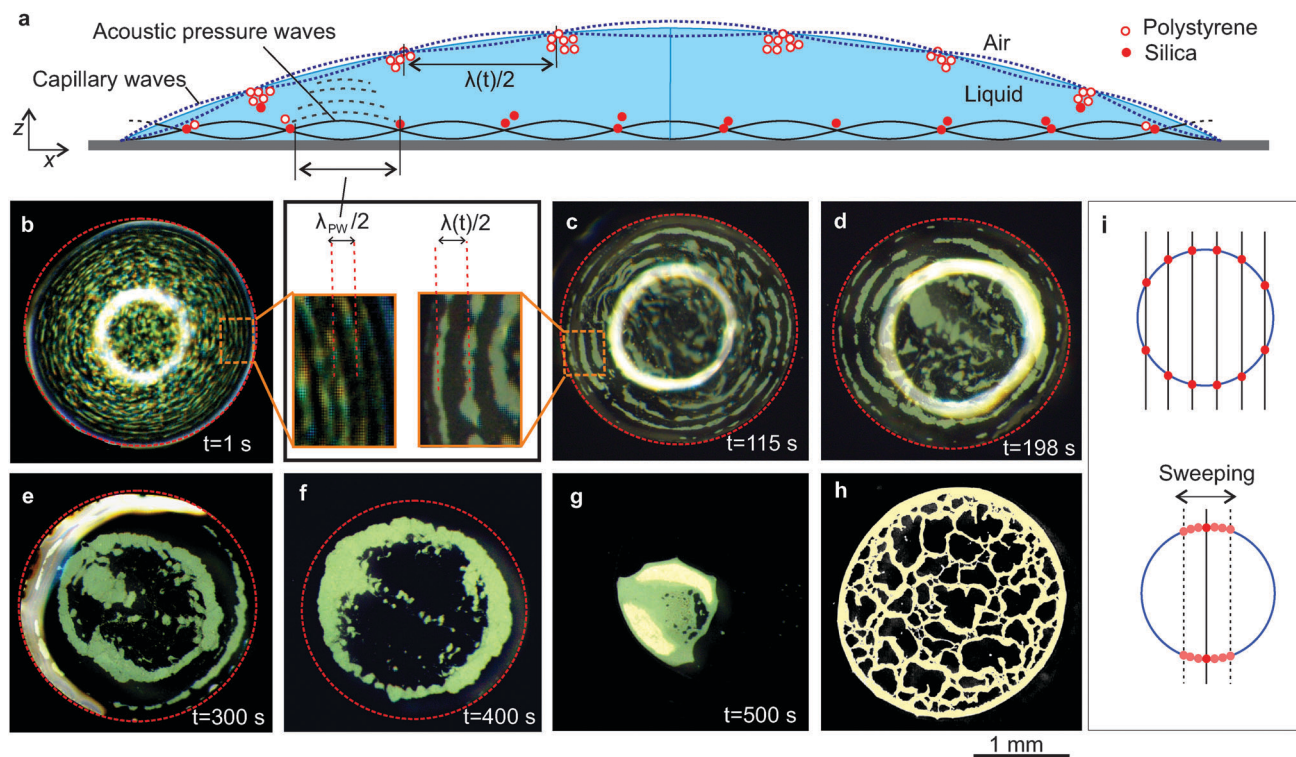 a
Acoustic pressure waves
Capillary waves
λ(t)/2
Air
Liquid
Polystyrene
Silica
z
x
b
t=1 s
λPW/2
λ(t)/2
c
t=115 s
d
t=198 s
i
Sweeping
e
t=300 s
f
t=400 s
g
t=500 s
h
1 mm